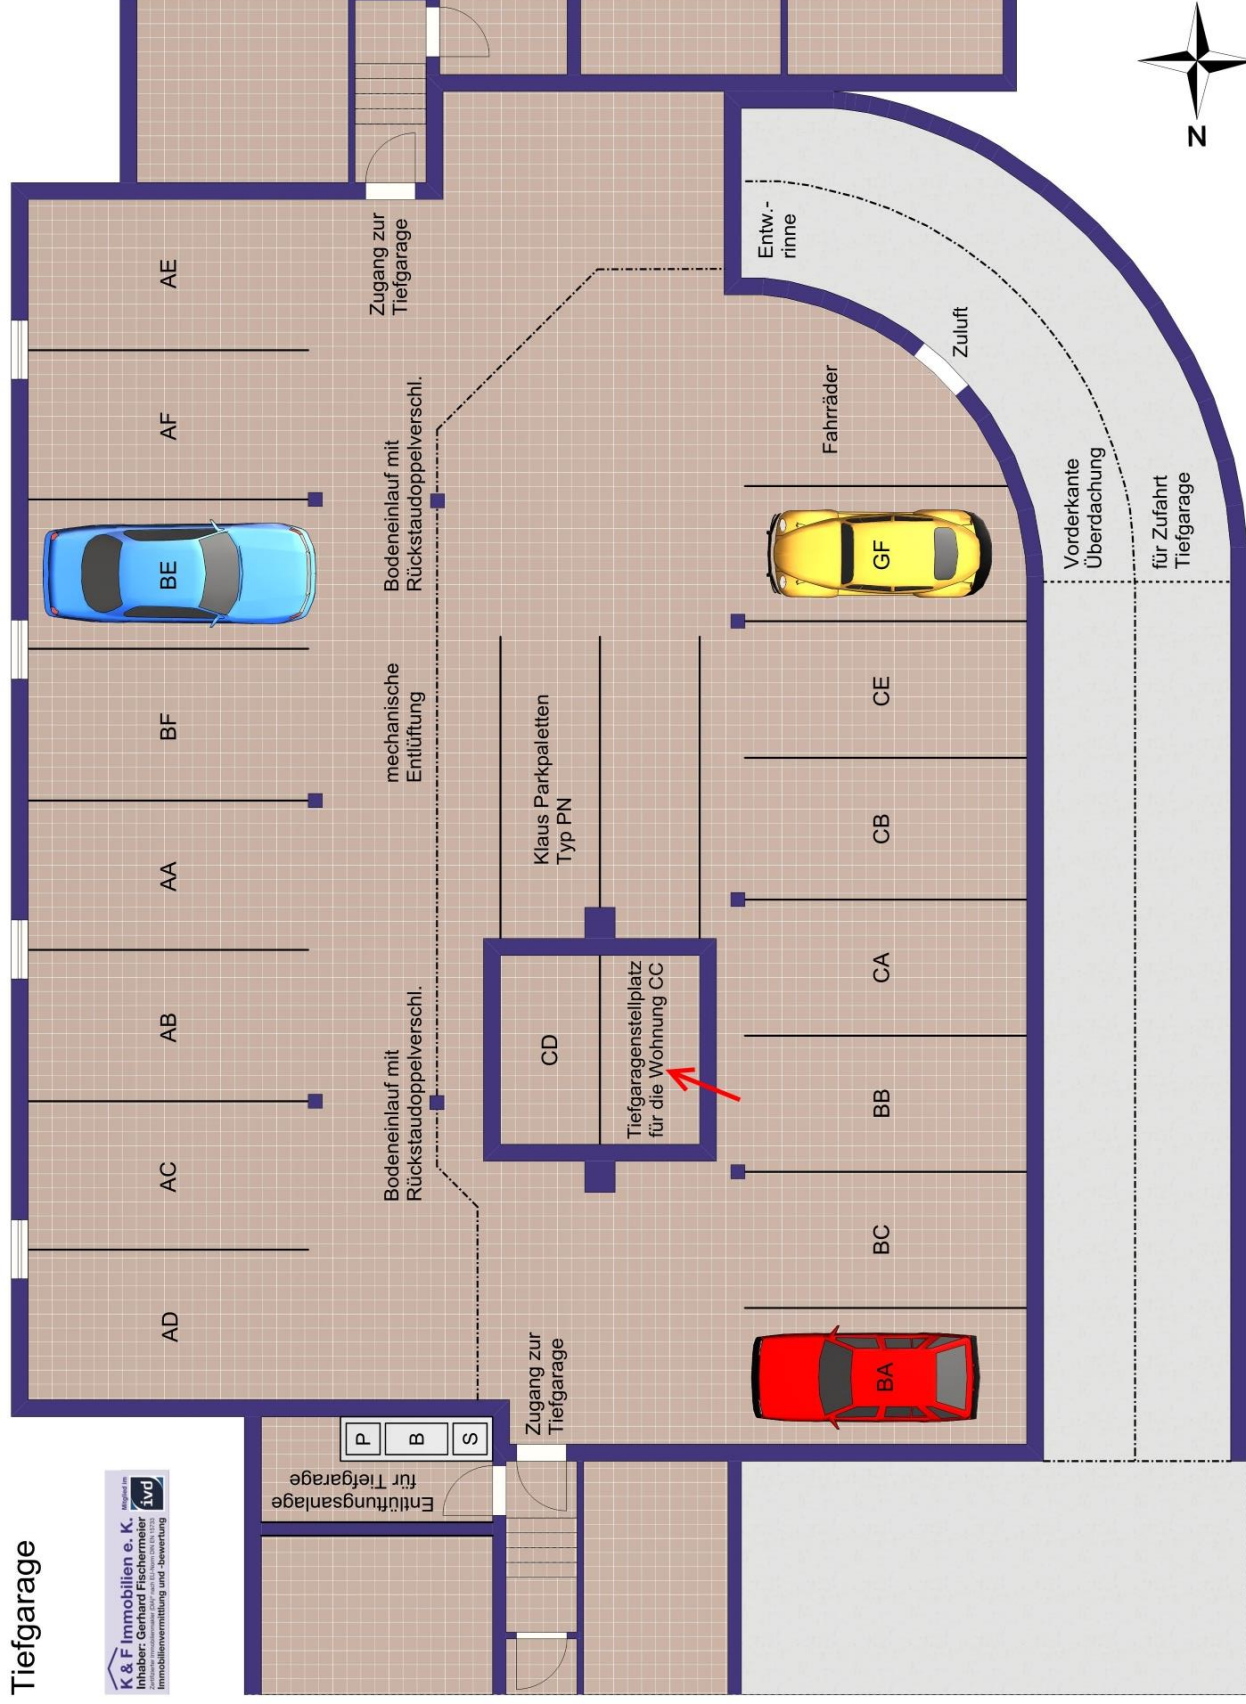 Tiefgarage
K & F Immobilien e. K.
Inhaber: Gerhard Fischermeier
Immobilienvermittlung und -bewertung
Mitglied im
ivd
AD
AC
AB
AA
BF
BE
AF
AE
Entlüftungsanlage
für Tiefgarage
P
B
S
Bodeneinlauf mit
Rückstaudoppelverschl.
mechanische
Entlüftung
Bodeneinlauf mit
Rückstaudoppelverschl.
Zugang zur
Tiefgarage
Zugang zur
Tiefgarage
CD
Tiefgaragenstellplatz
für die Wohnung CC
Klaus Parkpaletten
Typ PN
BA
BC
BB
CA
CB
CE
GF
Fahrräder
Entw.-
rinne
Zuluft
Vorderkante
Überdachung
für Zufahrt
Tiefgarage
N